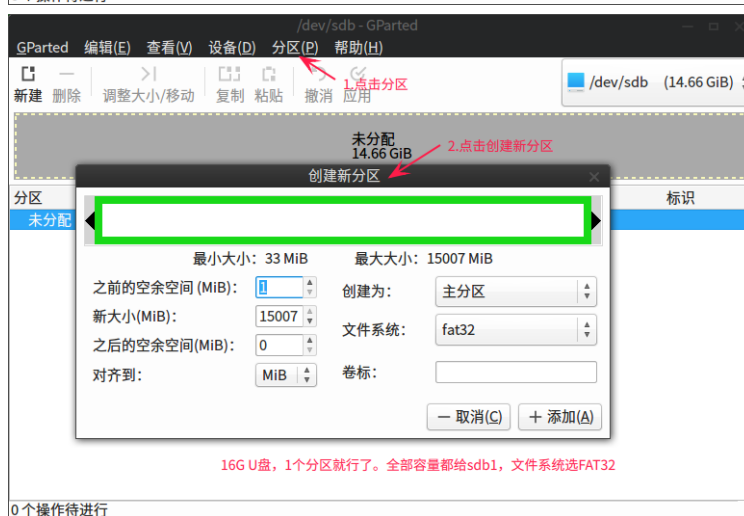 /dev/sdb - GParted
GParted 编辑(E) 查看(V) 设备(D) 分区(P) 帮助(H)
新建 删除 调整大小/移动 复制 粘贴 撤消 应用
1.点击分区
/dev/sdb (14.66 GiB)
未分配
14.66 GiB
2.点击创建新分区
创建新分区
分区 标识
未分配
最小大小: 33 MiB 最大大小: 15007 MiB
之前的空余空间 (MiB): 1 创建为: 主分区
新大小(MiB): 15007
文件系统: fat32
之后的空余空间(MiB): 0
对齐到: MiB 卷标:
取消(C) 添加(A)
16G U盘，1个分区就行了。全部容量都给sdb1，文件系统选FAT32
0 个操作待进行